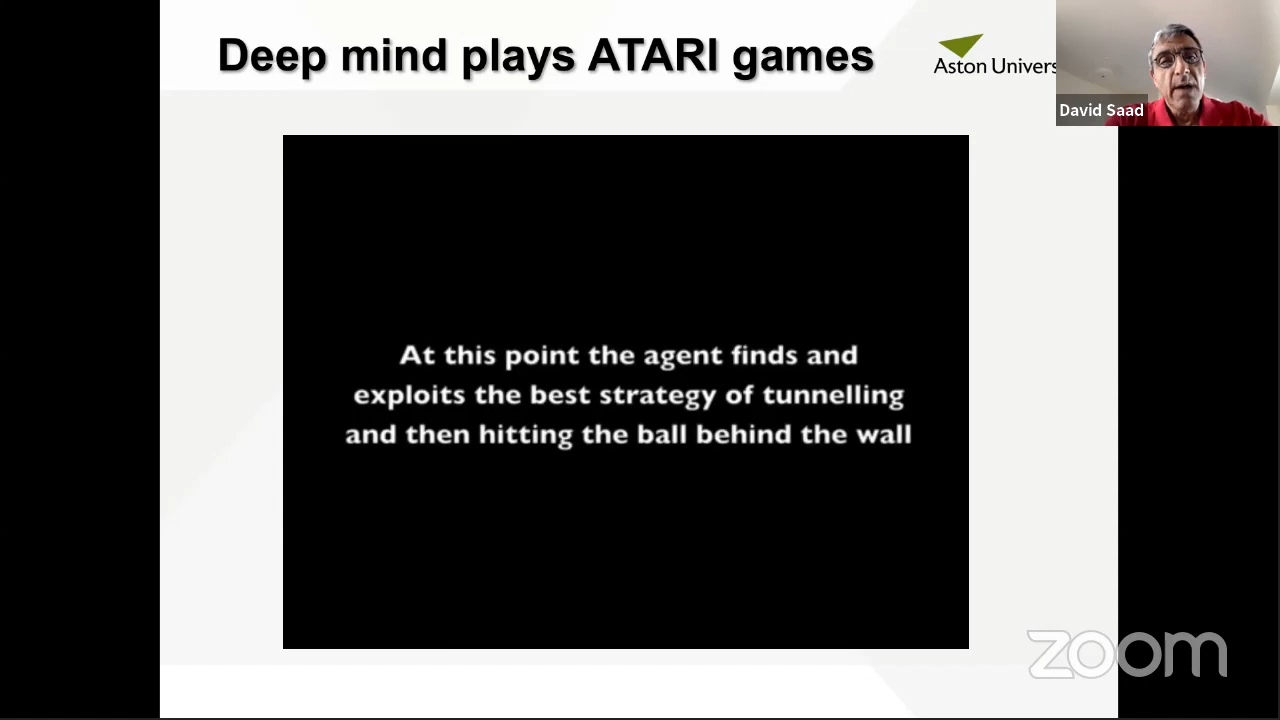 Deep mind plays ATARI games
Aston Univers
David Saad
At this point the agent finds and
exploits the best strategy of tunnelling
and then hitting the ball behind the wall
zoom